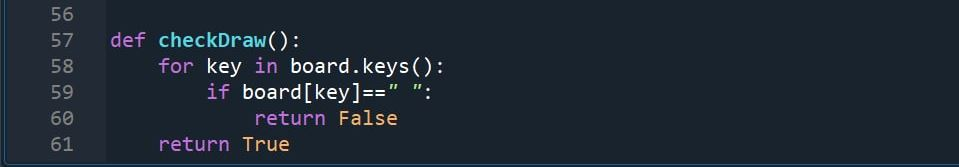 56
57 def checkDraw():
58     for key in board.keys():
59         if board[key]==" ":
60             return False
61     return True